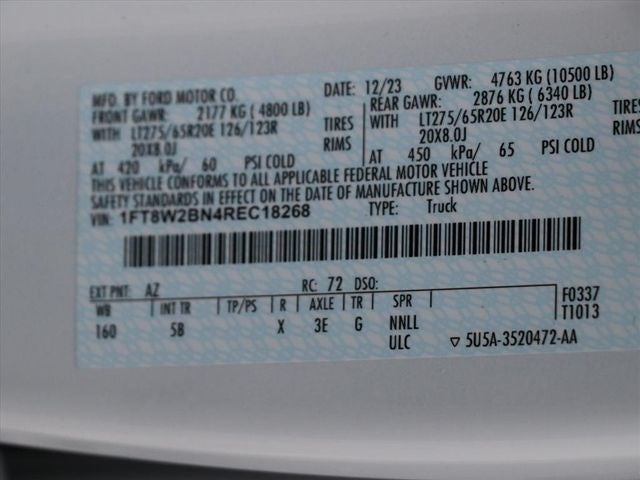 MFD. BY FORD MOTOR CO.
DATE: 12/23 GVWR: 4763 KG (10500 LB)
FRONT GAWR: 2177 KG ( 4800 LB) REAR GAWR: 2876 KG ( 6340 LB)
WITH LT275/65R20E 126/123R TIRES WITH LT275/65R20E 126/123R TIRES
20X8.0J RIMS 20X8.0J RIMS
AT 420 kPa/ 60 PSI COLD AT 450 kPa/ 65 PSI COLD
THIS VEHICLE CONFORMS TO ALL APPLICABLE FEDERAL MOTOR VEHICLE
SAFETY STANDARDS IN EFFECT ON THE DATE OF MANUFACTURE SHOWN ABOVE.
VIN: 1FT8W2BN4REC18268 TYPE: Truck
EXT PNT: AZ RC: 72 DSO:
WB INT TR TP/PS R AXLE TR SPR F0337
160 5B X 3E G NNLL T1013
ULC ▽ 5U5A-3520472-AA